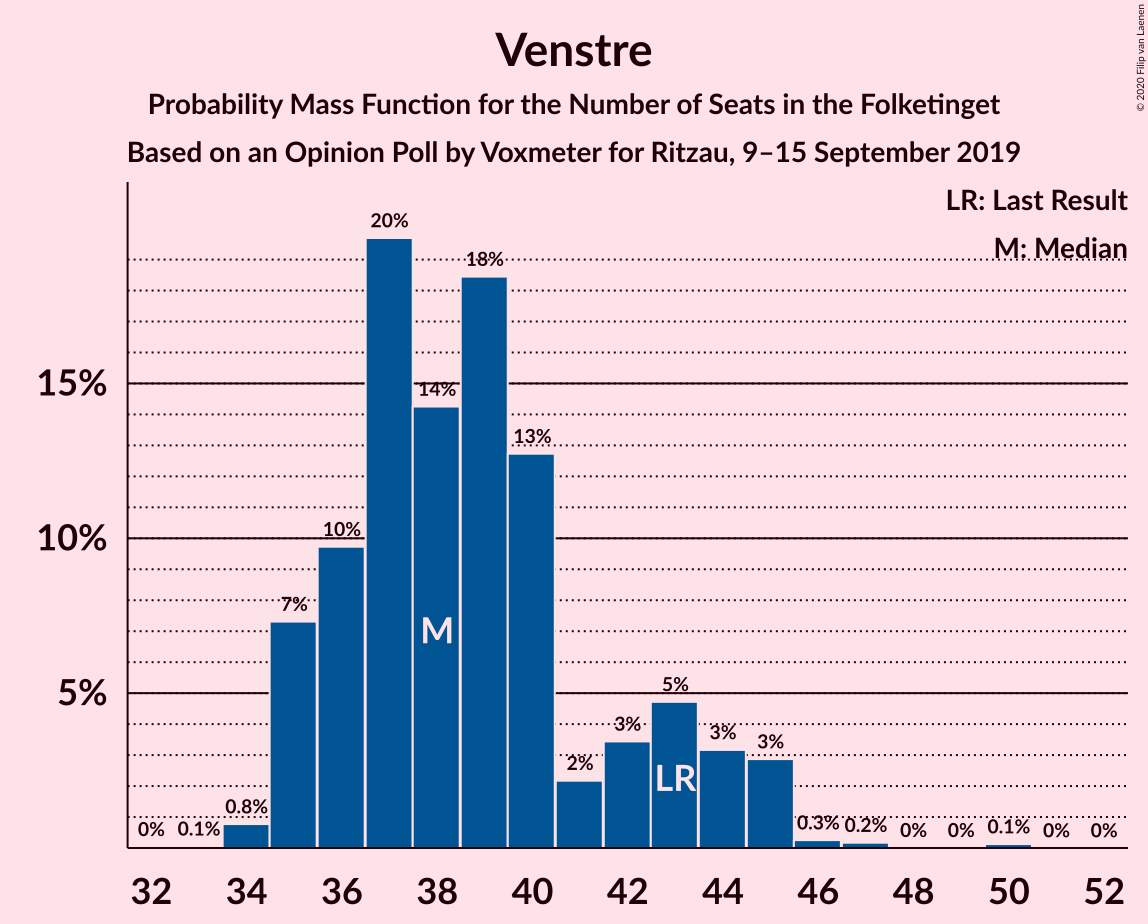 Venstre
Probability Mass Function for the Number of Seats in the Folketinget
Based on an Opinion Poll by Voxmeter for Ritzau, 9–15 September 2019
© 2020 Filip van Laenen
LR: Last Result
M: Median
15%
10%
5%
0%
0.1%
0.8%
7%
10%
20%
14%
18%
13%
2%
3%
5%
3%
3%
0.3%
0.2%
0%
0%
0.1%
0%
0%
M
LR
32 34 36 38 40 42 44 46 48 50 52